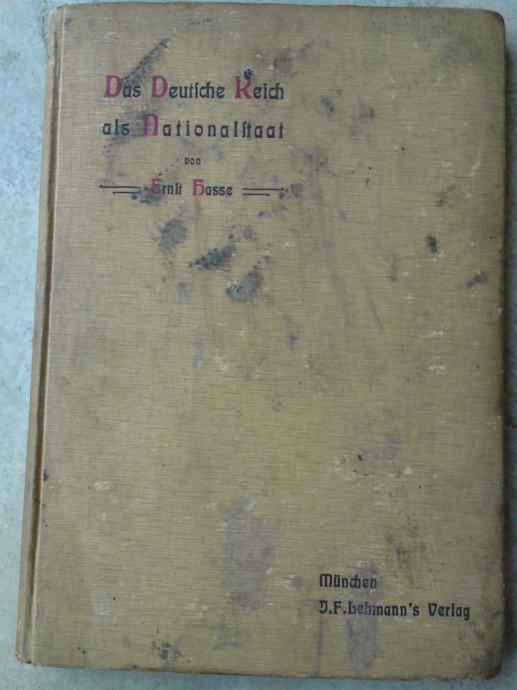 Das Deutſche Reich
als Nationalſtaat
von
Ernſt Hasse
München
J.F.Lehmann's Verlag